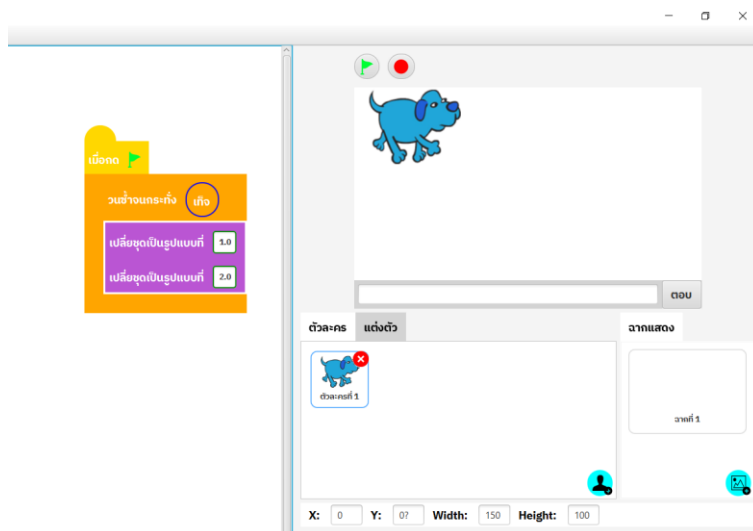 เมื่อกด
วนซ้ำจนกระทั่ง เท็จ
เปลี่ยชุดเป็นรูปแบบที่ 1.0
เปลี่ยชุดเป็นรูปแบบที่ 2.0
ตอบ
ตัวละคร แต่งตัว
ฉากแสดง
ตัวละครที่ 1
ฉากที่ 1
X: 0 Y: 0? Width: 150 Height: 100